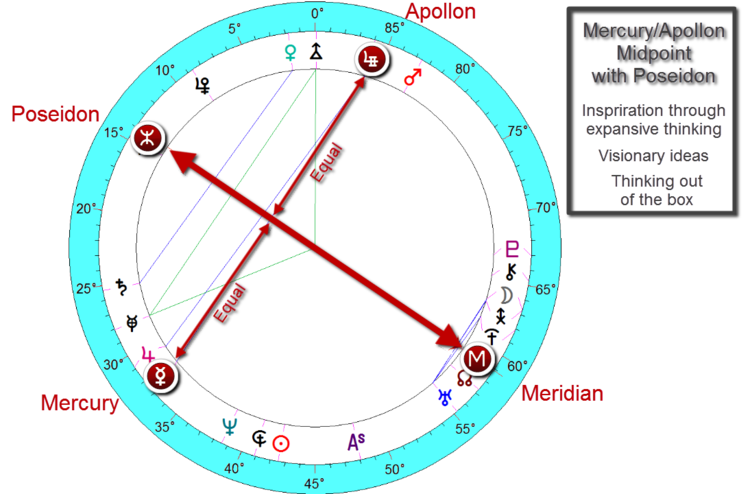 Apollon
Mercury/Apollon
Midpoint
with Poseidon
Inspriration through
expansive thinking
Visionary ideas
Thinking out
of the box
0°
5°
85°
10°
80°
Poseidon
15°
75°
Equal
20°
70°
25°
65°
Equal
30°
60°
M
Mercury
Meridian
35°
55°
As
40°
50°
45°